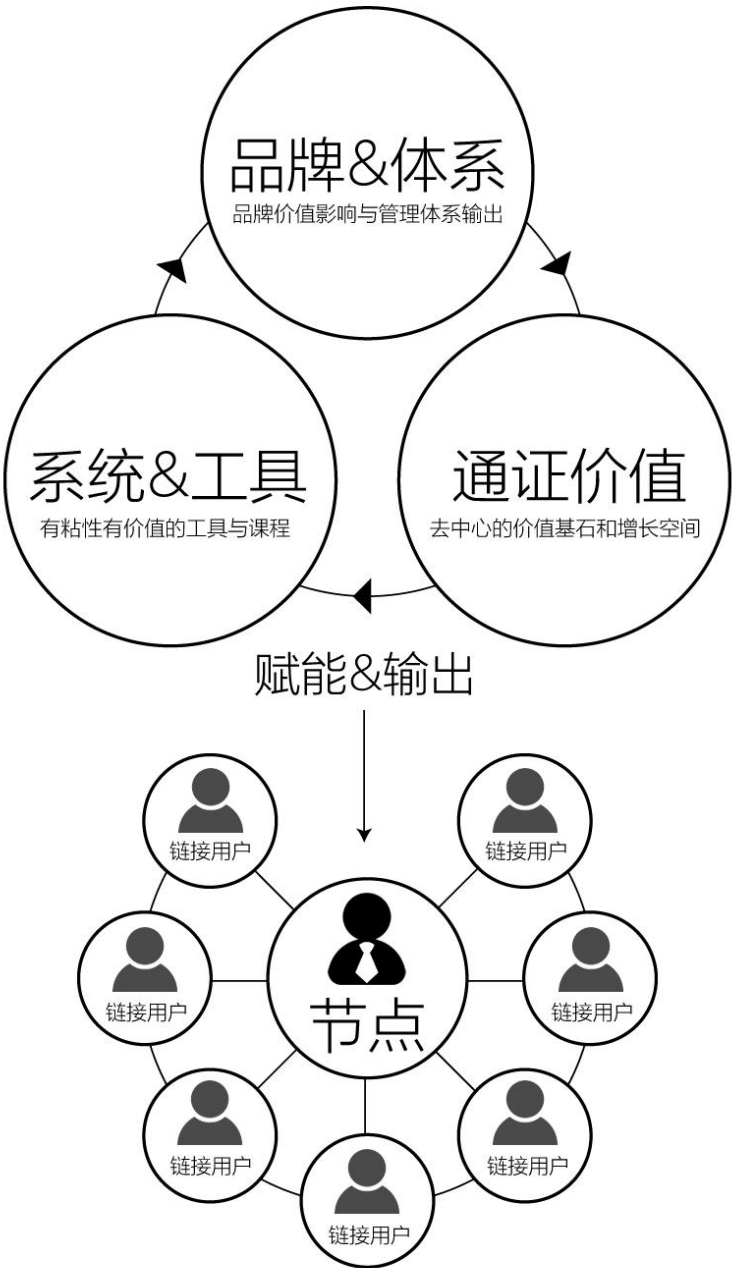 品牌&体系
品牌价值影响与管理体系输出
系统&工具
有粘性有价值的工具与课程
通证价值
去中心的价值基石和增长空间
赋能&输出
链接用户
链接用户
节点
链接用户
链接用户
链接用户
链接用户
链接用户